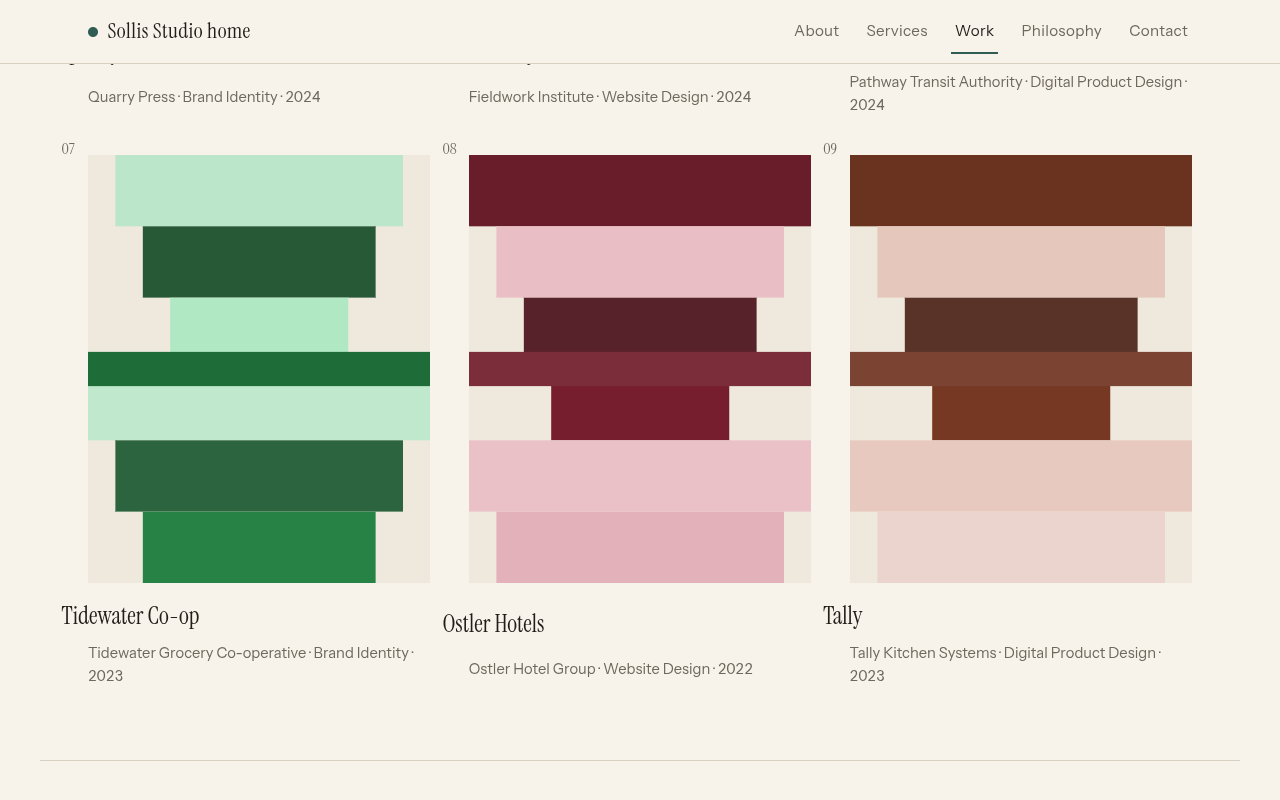 Sollis Studio home
About
Services
Work
Philosophy
Contact
Quarry Press · Brand Identity · 2024
Fieldwork Institute · Website Design · 2024
Pathway Transit Authority · Digital Product Design ·
2024
07
08
09
Tidewater Co-op
Tidewater Grocery Co-operative · Brand Identity ·
2023
Ostler Hotels
Ostler Hotel Group · Website Design · 2022
Tally
Tally Kitchen Systems · Digital Product Design ·
2023